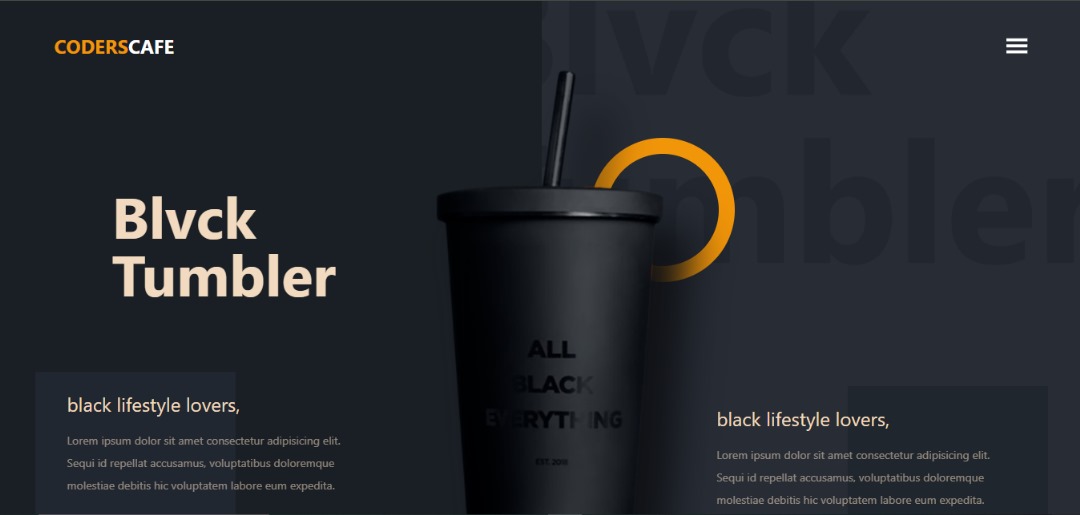 CODERSCAFE
Blvck
Tumbler
Blvck
Tumbler
ALL
BLACK
EVERYTHING
EST. 2019
black lifestyle lovers,
Lorem ipsum dolor sit amet consectetur adipisicing elit.
Sequi id repellat accusamus, voluptatibus doloremque
molestiae debitis hic voluptatem labore eum expedita.
black lifestyle lovers,
Lorem ipsum dolor sit amet consectetur adipisicing elit.
Sequi id repellat accusamus, voluptatibus doloremque
molestiae debitis hic voluptatem labore eum expedita.